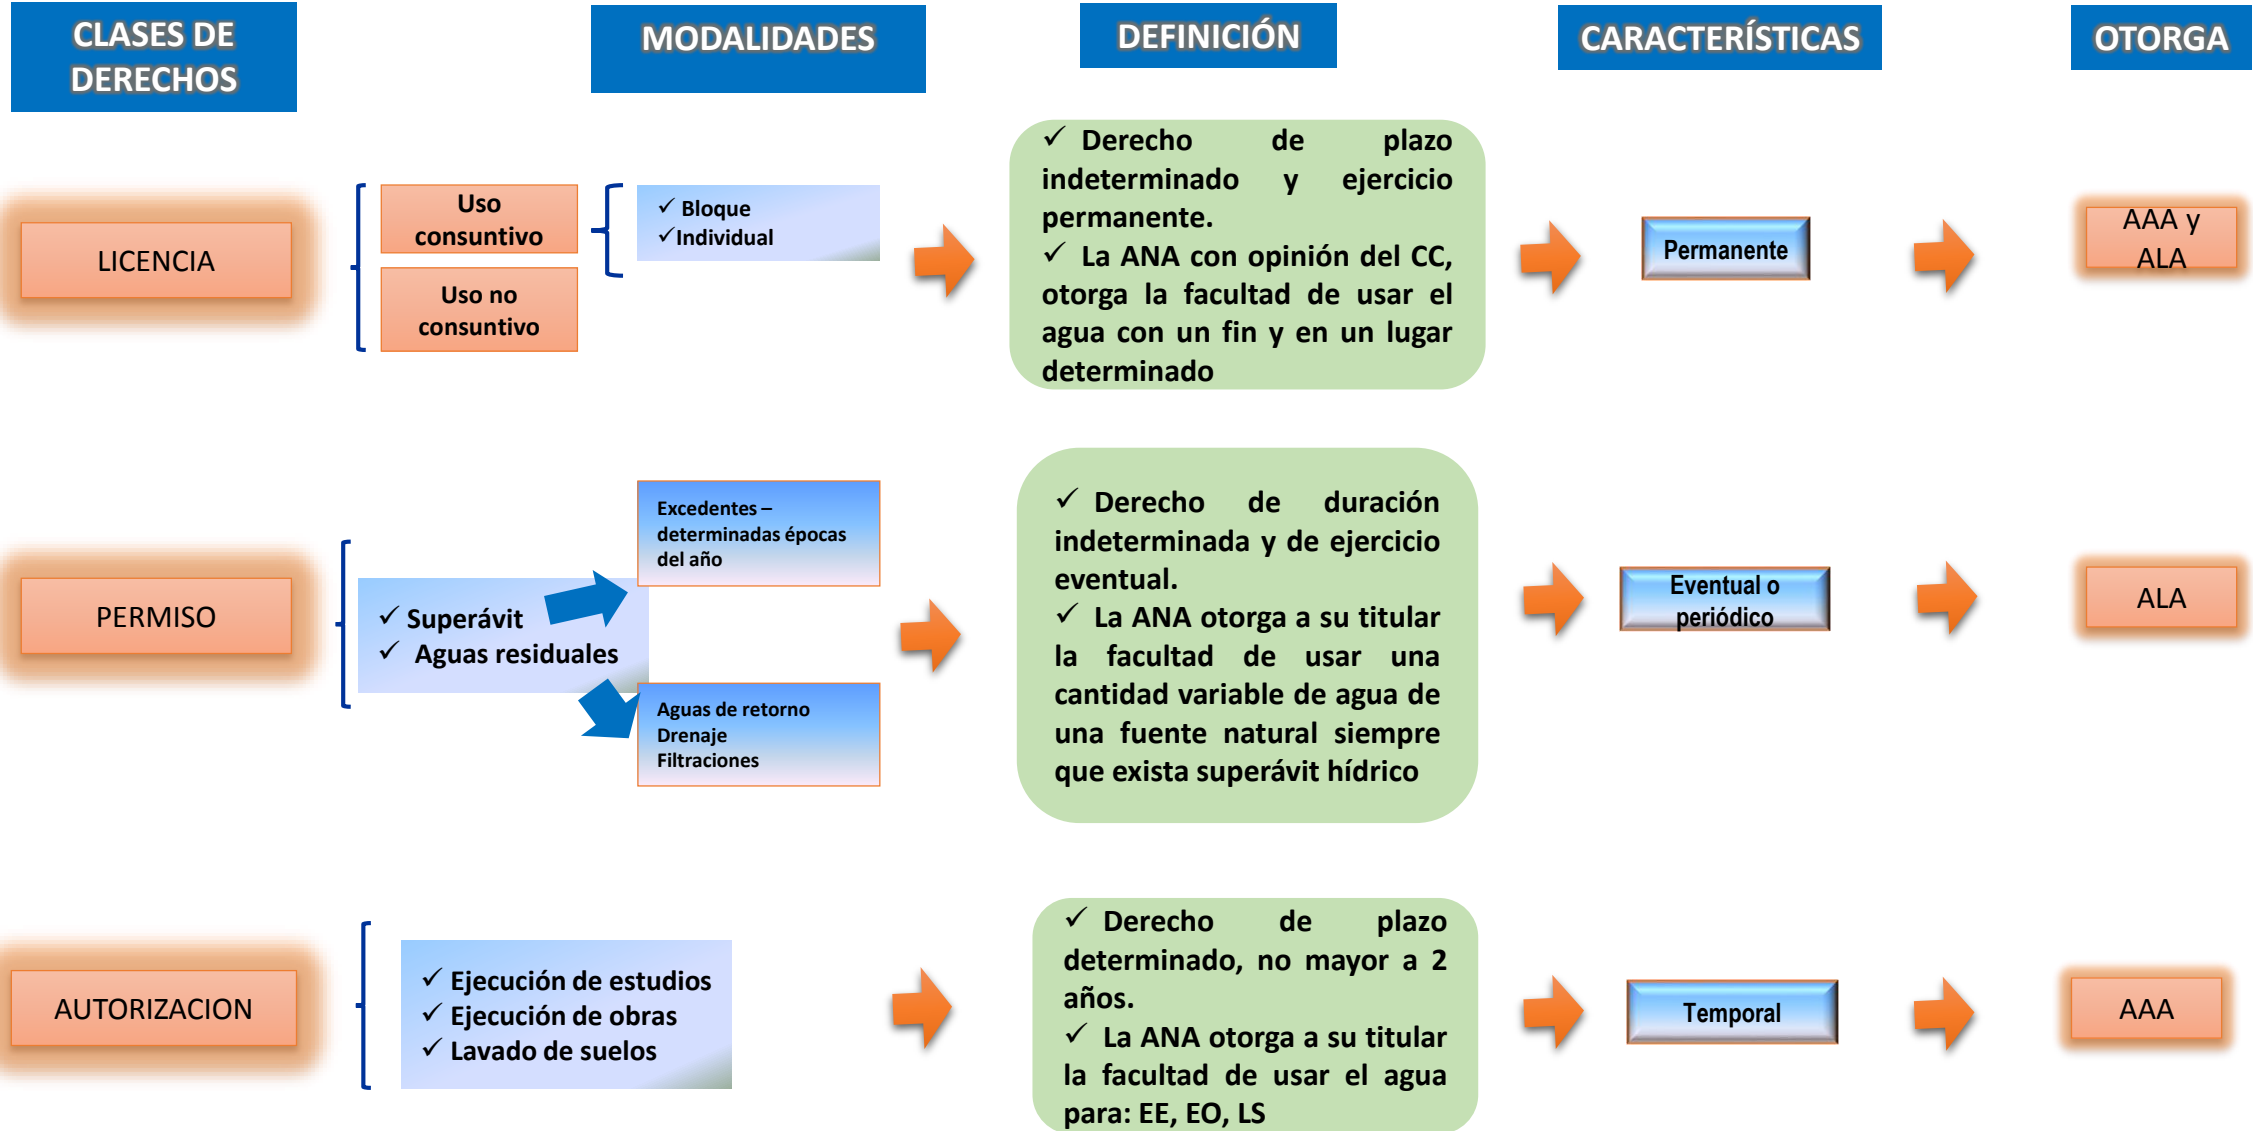 CLASES DE
DERECHOS
MODALIDADES
DEFINICIÓN
CARACTERÍSTICAS
OTORGA
LICENCIA
Uso
consuntivo
Uso no
consuntivo
✓ Bloque
✓Individual
✓ Derecho de plazo
indeterminado y ejercicio
permanente.
✓ La ANA con opinión del CC,
otorga la facultad de usar el
agua con un fin y en un lugar
determinado
Permanente
AAA y
ALA
PERMISO
✓ Superávit
✓ Aguas residuales
Excedentes –
determinadas épocas
del año
Aguas de retorno
Drenaje
Filtraciones
✓ Derecho de duración
indeterminada y de ejercicio
eventual.
✓ La ANA otorga a su titular
la facultad de usar una
cantidad variable de agua de
una fuente natural siempre
que exista superávit hídrico
Eventual o
periódico
ALA
AUTORIZACION
✓ Ejecución de estudios
✓ Ejecución de obras
✓ Lavado de suelos
✓ Derecho de plazo
determinado, no mayor a 2
años.
✓ La ANA otorga a su titular
la facultad de usar el agua
para: EE, EO, LS
Temporal
AAA